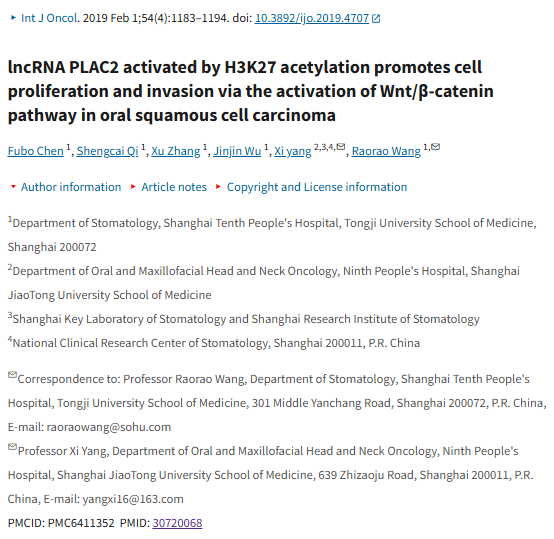 Int J Oncol. 2019 Feb 1;54(4):1183–1194. doi: 10.3892/ijo.2019.4707
lncRNA PLAC2 activated by H3K27 acetylation promotes cell
proliferation and invasion via the activation of Wnt/β-catenin
pathway in oral squamous cell carcinoma
Fubo Chen 1, Shengcai Qi 1, Xu Zhang 1, Jinjin Wu 1, Xi yang 2,3,4,✉, Raorao Wang 1,✉
Author information Article notes Copyright and License information
1Department of Stomatology, Shanghai Tenth People's Hospital, Tongji University School of Medicine,
Shanghai 200072
2Department of Oral and Maxillofacial Head and Neck Oncology, Ninth People's Hospital, Shanghai
JiaoTong University School of Medicine
3Shanghai Key Laboratory of Stomatology and Shanghai Research Institute of Stomatology
4National Clinical Research Center of Stomatology, Shanghai 200011, P.R. China
✉Correspondence to: Professor Raorao Wang, Department of Stomatology, Shanghai Tenth People's
Hospital, Tongji University School of Medicine, 301 Middle Yanchang Road, Shanghai 200072, P.R. China,
E-mail: raoraowang@sohu.com
✉Professor Xi Yang, Department of Oral and Maxillofacial Head and Neck Oncology, Ninth People's
Hospital, Shanghai JiaoTong University School of Medicine, 639 Zhizaoju Road, Shanghai 200011, P.R.
China, E-mail: yangxi16@163.com
PMCID: PMC6411352 PMID: 30720068